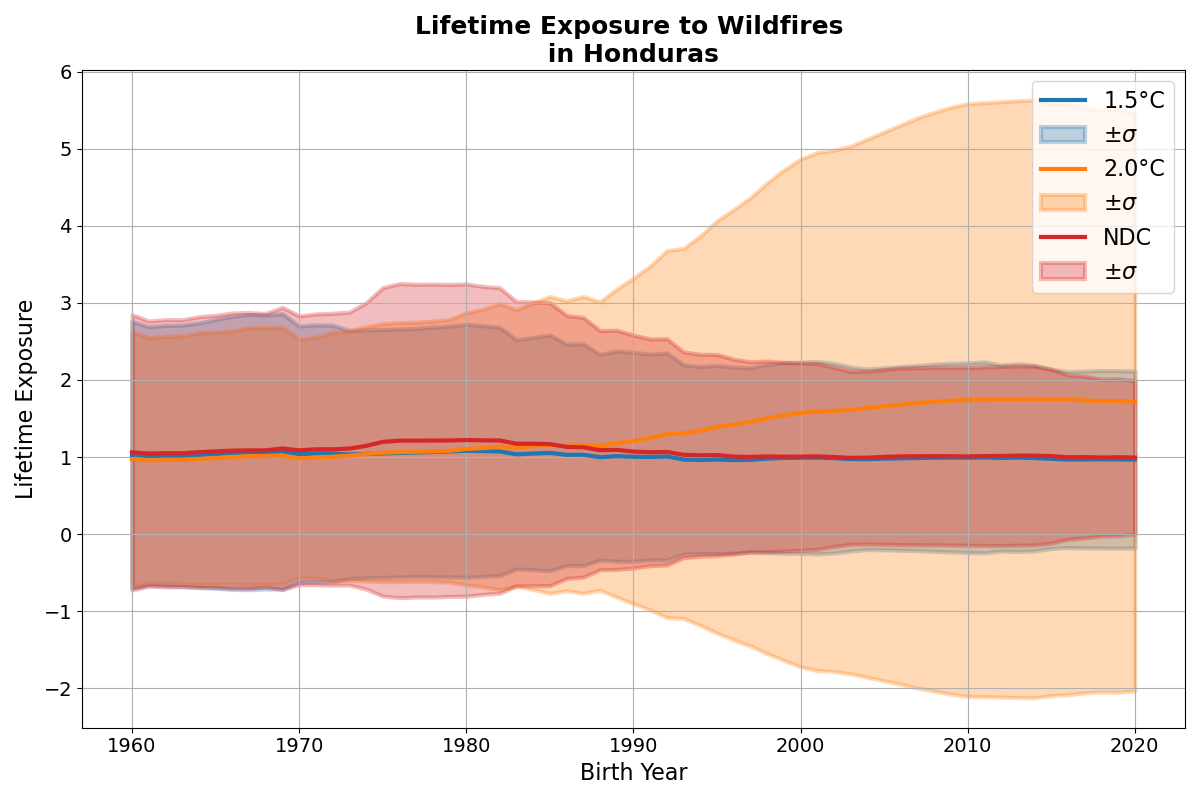 Lifetime Exposure to Wildfires
in Honduras
6
5
4
3
2
1
0
−1
−2
Lifetime Exposure
1960
1970
1980
1990
2000
2010
2020
Birth Year
1.5°C
±σ
2.0°C
±σ
NDC
±σ